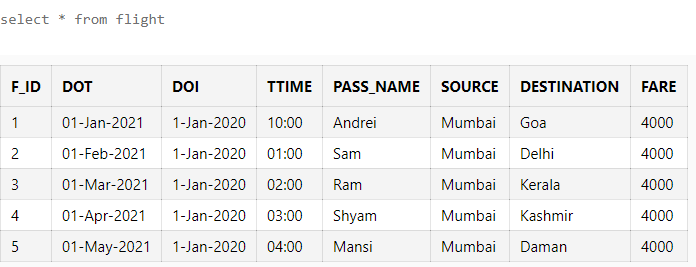 select * from flight
F_ID DOT DOI TTIME PASS_NAME SOURCE DESTINATION FARE
1 01-Jan-2021 1-Jan-2020 10:00 Andrei Mumbai Goa 4000
2 01-Feb-2021 1-Jan-2020 01:00 Sam Mumbai Delhi 4000
3 01-Mar-2021 1-Jan-2020 02:00 Ram Mumbai Kerala 4000
4 01-Apr-2021 1-Jan-2020 03:00 Shyam Mumbai Kashmir 4000
5 01-May-2021 1-Jan-2020 04:00 Mansi Mumbai Daman 4000